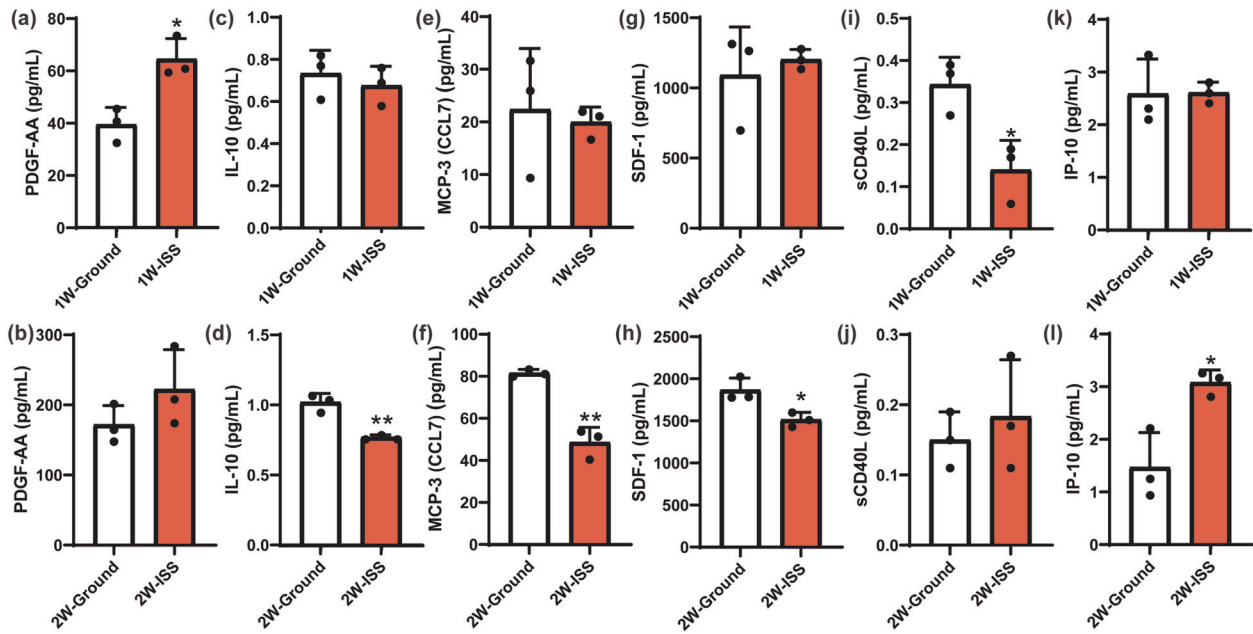 (a)
PDGF-AA (pg/mL)
80
60
40
20
0
*
1W-Ground
1W-ISS
(c)
IL-10 (pg/mL)
1.0
0.8
0.6
0.4
0.2
0.0
1W-Ground
1W-ISS
(e)
MCP-3 (CCL7) (pg/mL)
40
30
20
10
0
1W-Ground
1W-ISS
(g)
SDF-1 (pg/mL)
1500
1000
500
0
1W-Ground
1W-ISS
(i)
sCD40L (pg/mL)
0.5
0.4
0.3
0.2
0.1
0.0
*
1W-Ground
1W-ISS
(k)
IP-10 (pg/mL)
4
3
2
1
0
1W-Ground
1W-ISS
(b)
PDGF-AA (pg/mL)
300
200
100
0
2W-Ground
2W-ISS
(d)
IL-10 (pg/mL)
1.5
1.0
0.5
0.0
**
2W-Ground
2W-ISS
(f)
MCP-3 (CCL7) (pg/mL)
100
80
60
40
20
0
**
2W-Ground
2W-ISS
(h)
SDF-1 (pg/mL)
2500
2000
1500
1000
500
0
*
2W-Ground
2W-ISS
(j)
sCD40L (pg/mL)
0.3
0.2
0.1
0.0
2W-Ground
2W-ISS
(l)
IP-10 (pg/mL)
4
3
2
1
0
*
2W-Ground
2W-ISS